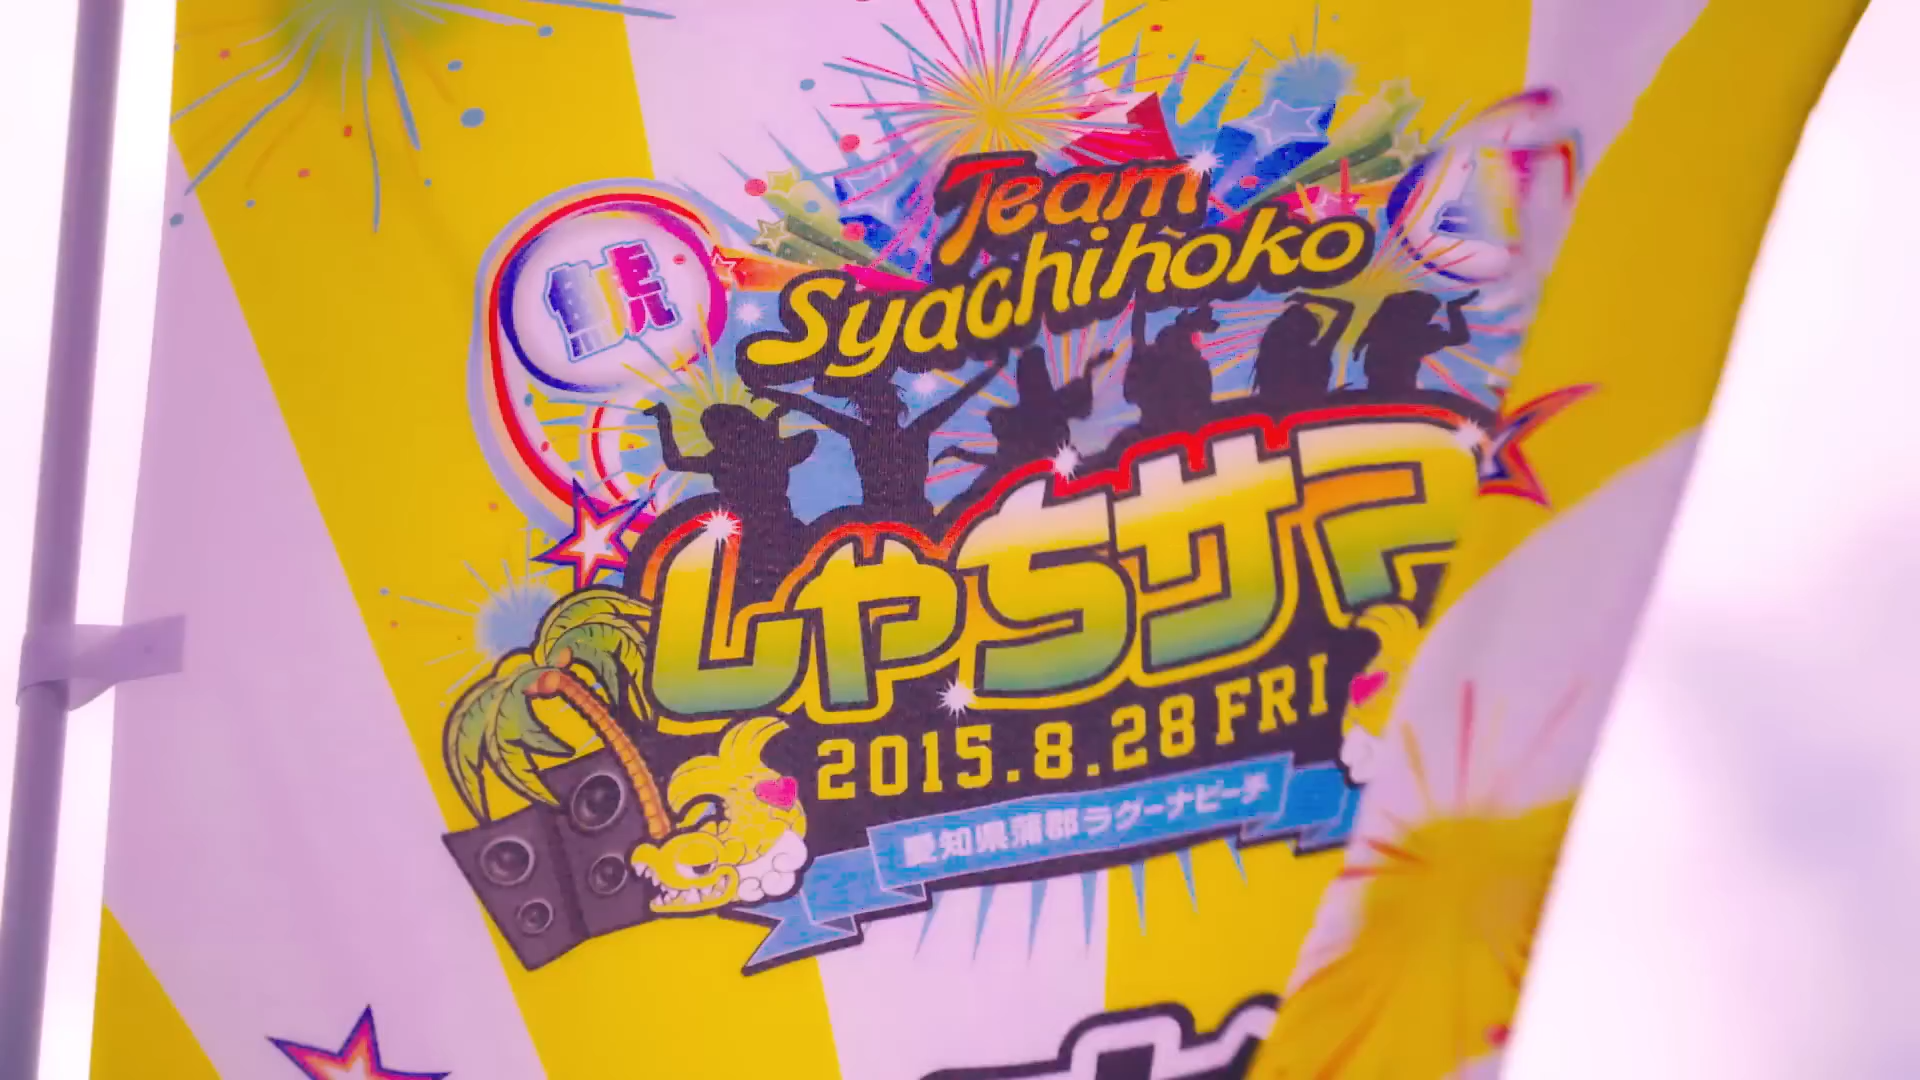 Team
Syachihoko
鯱
しゃちサマ
2015.8.28 FRI
愛知県蒲郡ラグーナビーチ